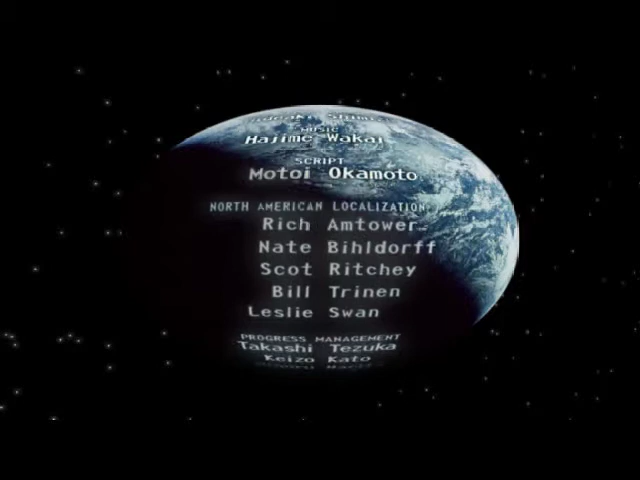 MUSIC
Hajime Wakai
SCRIPT
Motoi Okamoto
NORTH AMERICAN LOCALIZATION
Rich Amtower
Nate Bihldorff
Scot Ritchey
Bill Trinen
Leslie Swan
PROGRESS MANAGEMENT
Takashi Tezuka
Keizo Kato